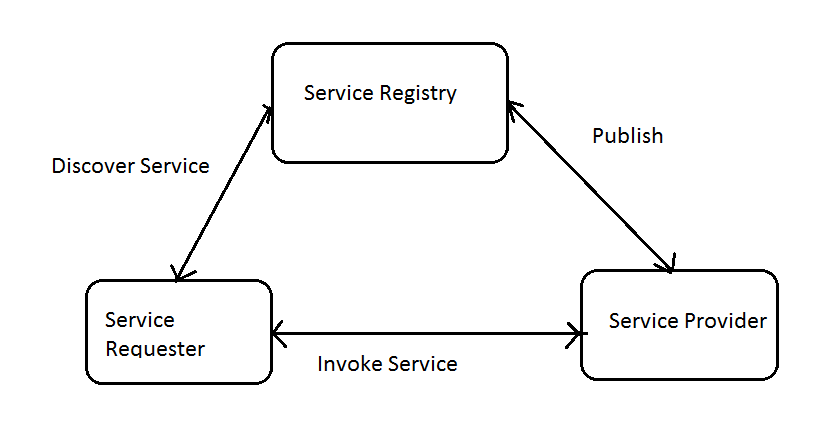 Service Registry
Publish
Discover Service
Service
Requester
Service Provider
Invoke Service